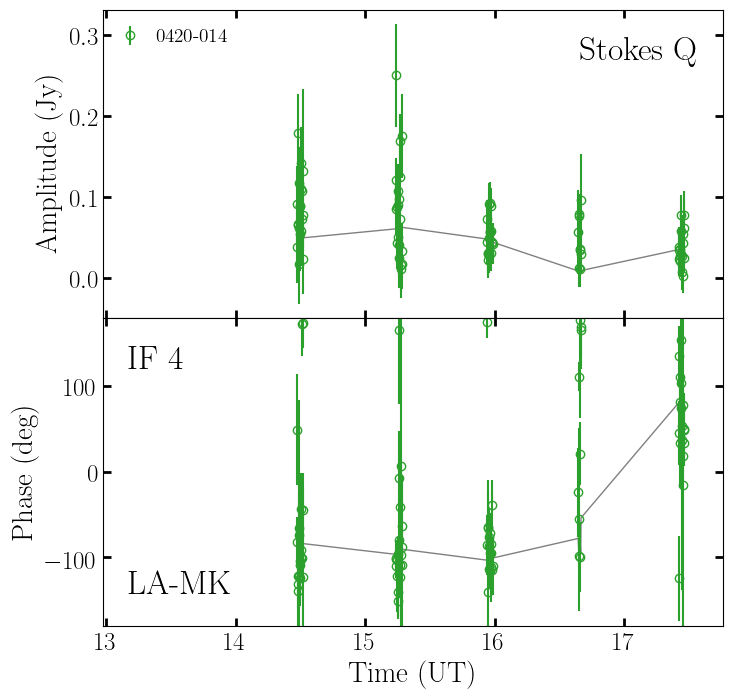 0.3
0420-014
Stokes Q
0.2
0.1
0.0
Amplitude (Jy)
IF 4
100
0
−100
Phase (deg)
LA-MK
13 14 15 16 17
Time (UT)